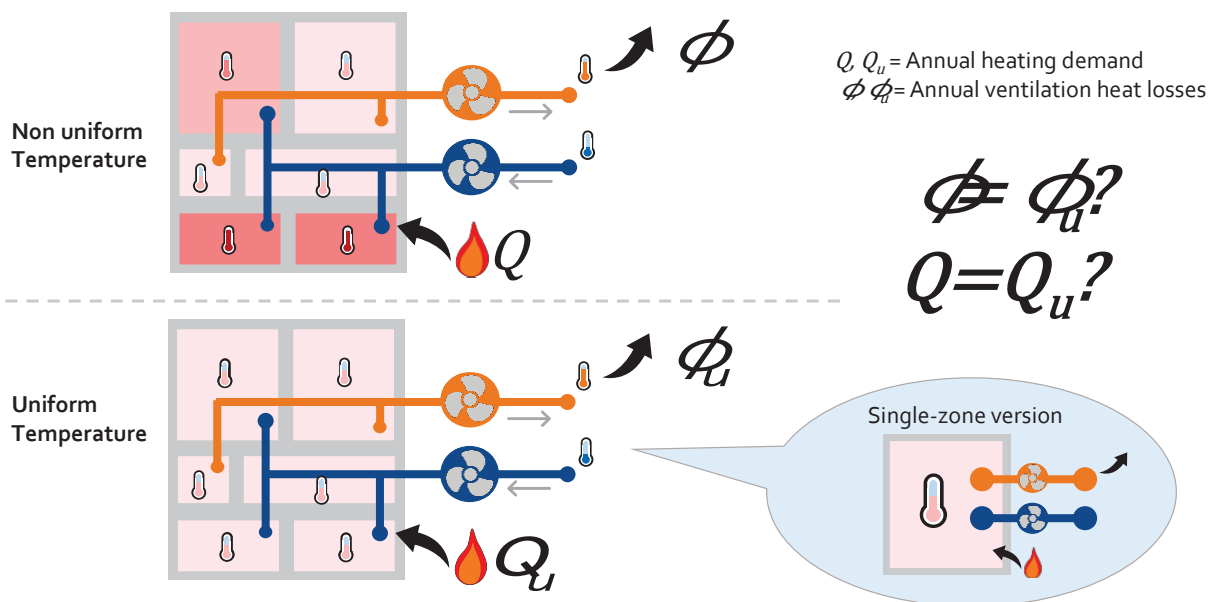 ϕ
Q, Qᵤ = Annual heating demand
ϕ ϕᵤ= Annual ventilation heat losses
Non uniform
Temperature
ϕ= ϕᵤ?
Q
Q=Qᵤ?
ϕᵤ
Uniform
Temperature
Single-zone version
Qᵤ